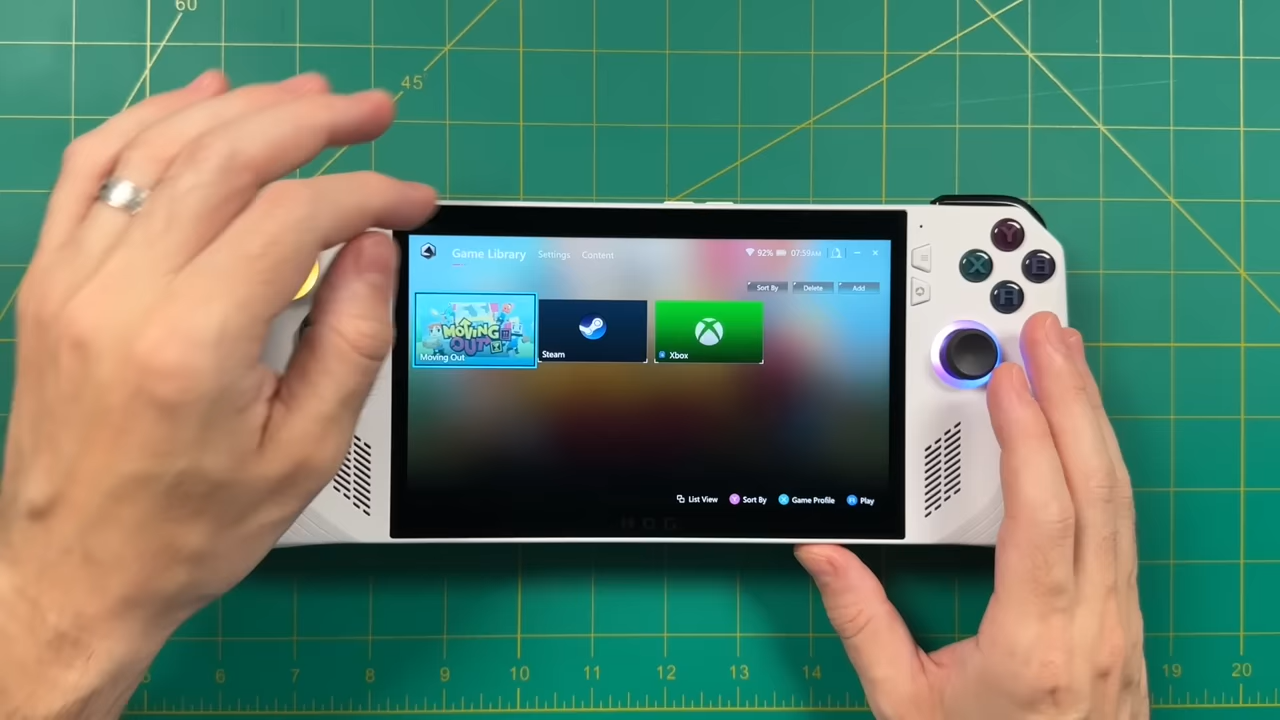 60
45
Game Library Settings Content
92% 07:59AM
Sort By Delete Add
MOVING OUT
Moving Out
Steam
Xbox
List View Y Sort By X Game Profile A Play
Y
X
B
A
ROG
6 7 8 9 10 11 12 13 14 19 20